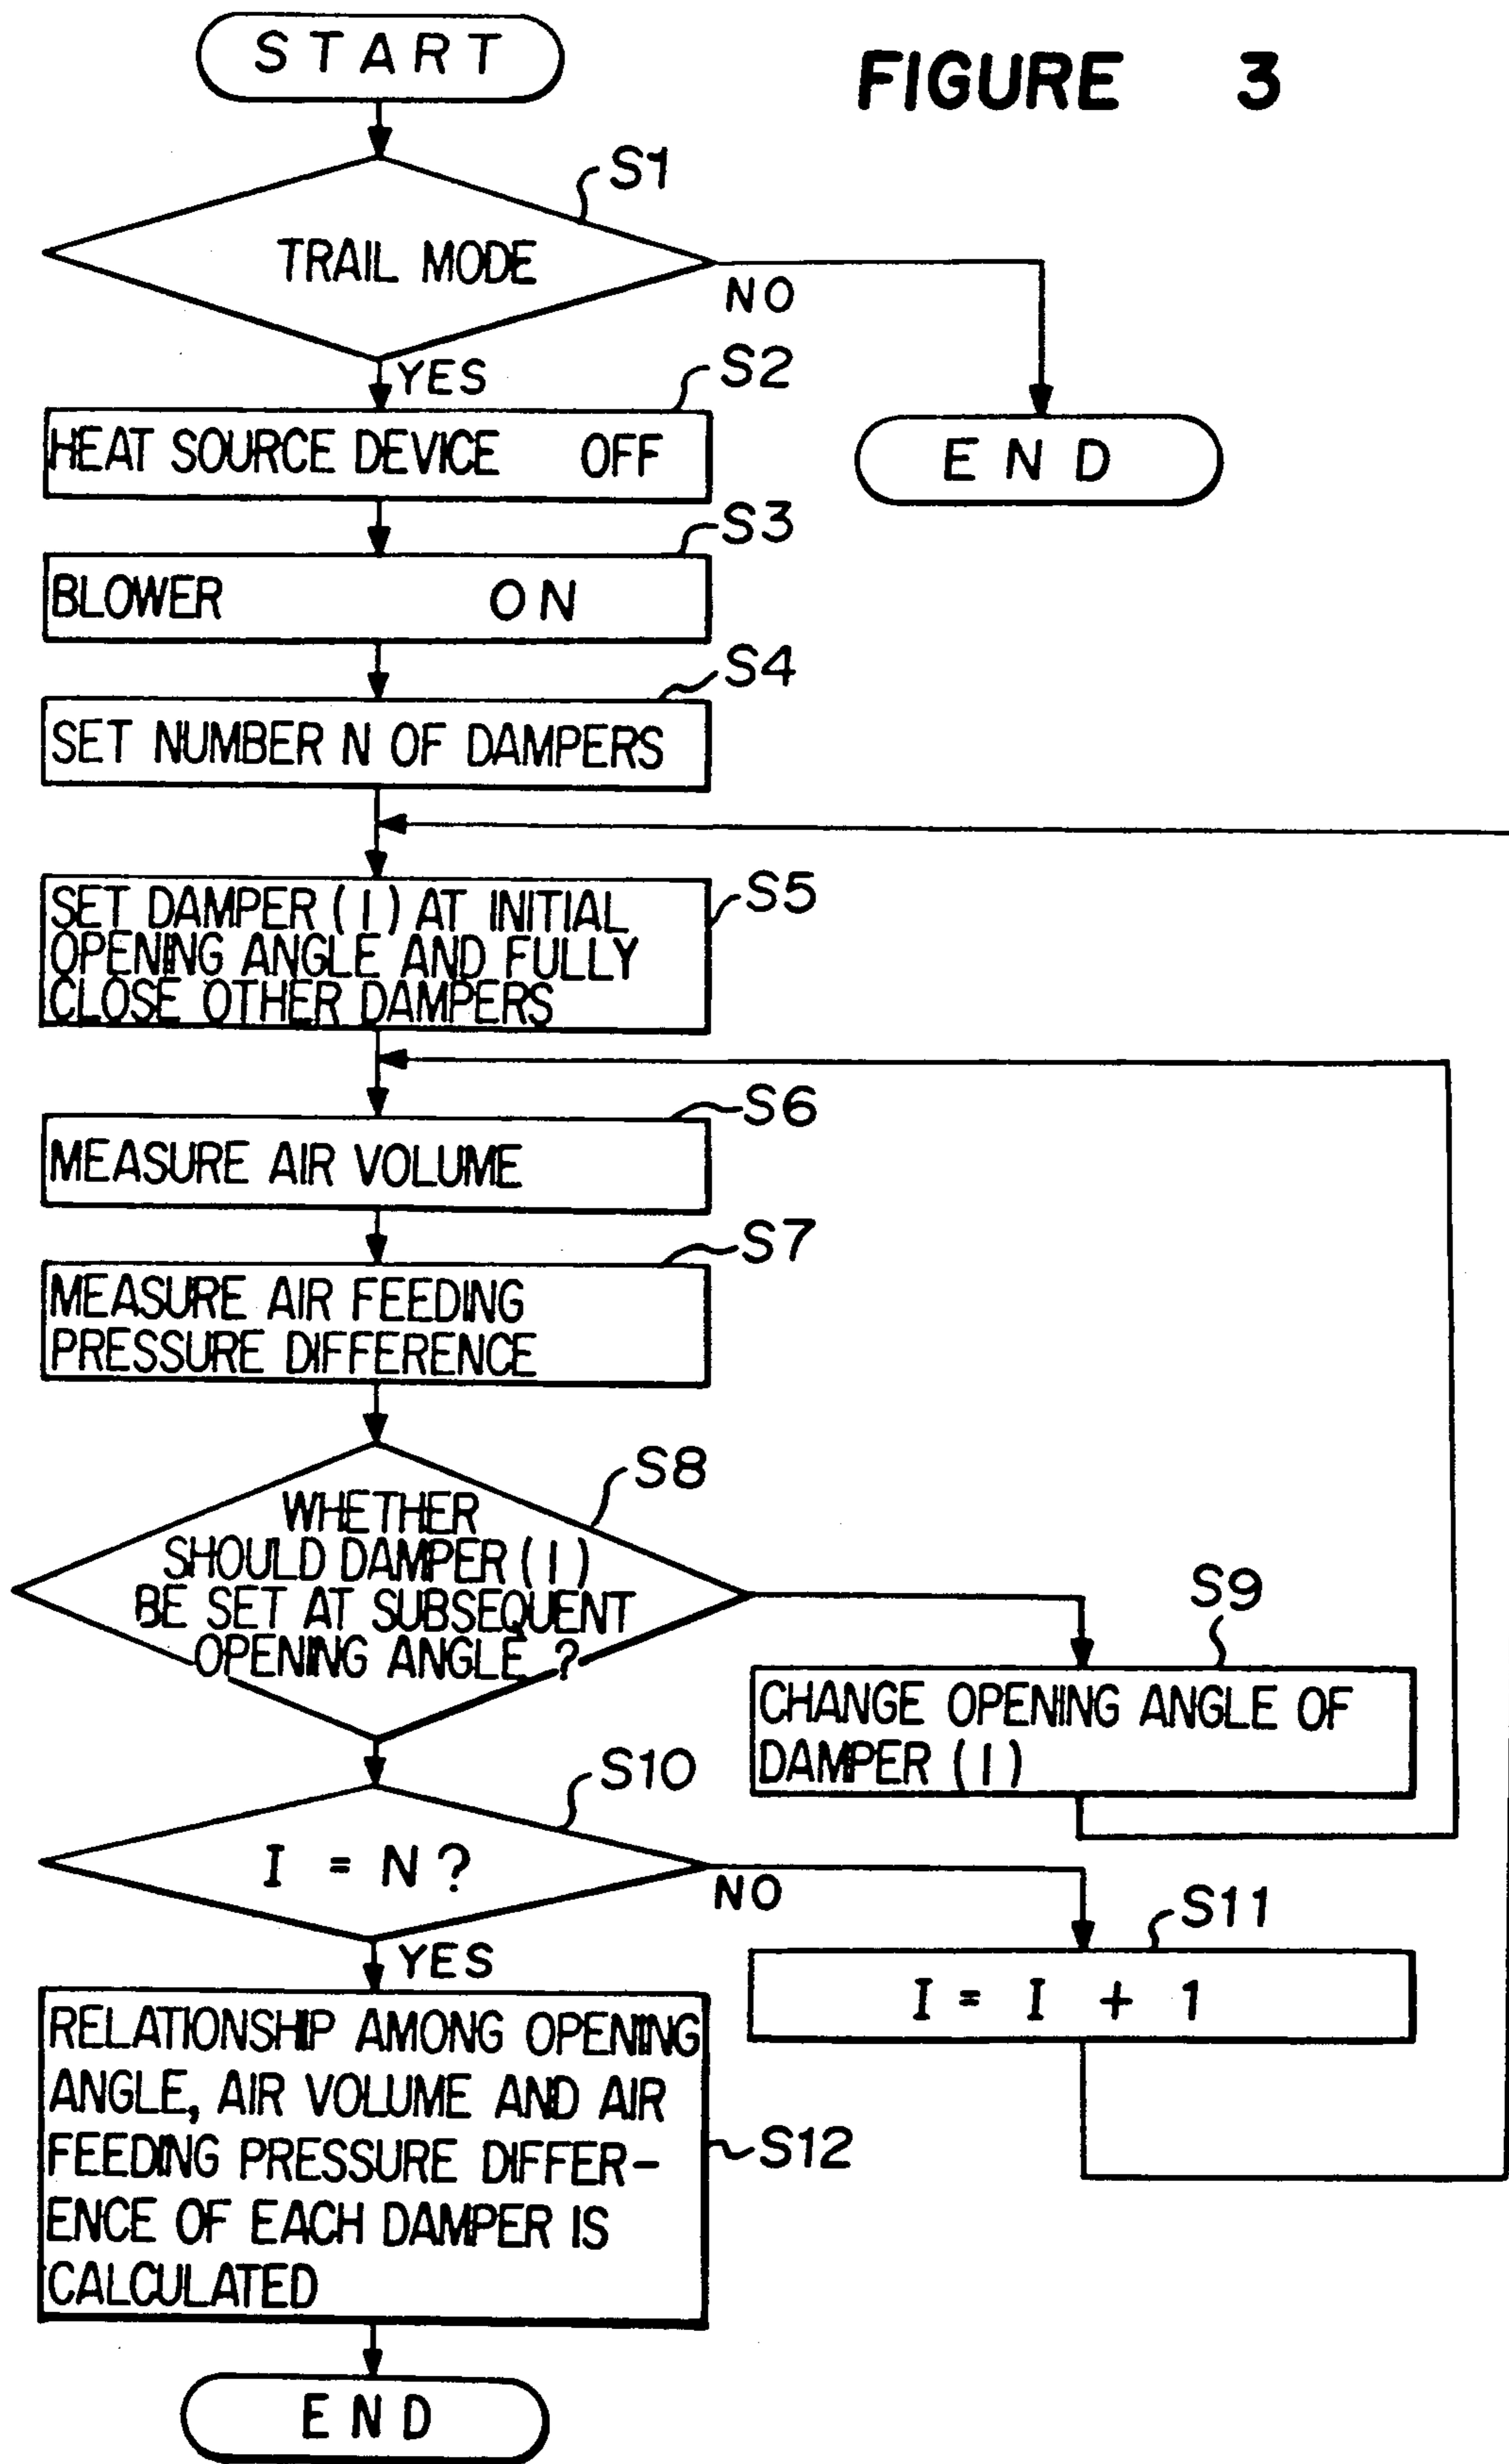 START
FIGURE 3
S1
TRAIL MODE
NO
YES
END
S2
HEAT SOURCE DEVICE OFF
S3
BLOWER ON
S4
SET NUMBER N OF DAMPERS
S5
SET DAMPER (I) AT INITIAL
OPENING ANGLE AND FULLY
CLOSE OTHER DAMPERS
S6
MEASURE AIR VOLUME
S7
MEASURE AIR FEEDING
PRESSURE DIFFERENCE
S8
WHETHER
SHOULD DAMPER (I)
BE SET AT SUBSEQUENT
OPENING ANGLE ?
S9
CHANGE OPENING ANGLE OF
DAMPER (I)
S10
I = N ?
NO
YES
S11
I = I + 1
RELATIONSHIP AMONG OPENING
ANGLE, AIR VOLUME AND AIR
FEEDING PRESSURE DIFFER-
ENCE OF EACH DAMPER IS
CALCULATED
S12
END